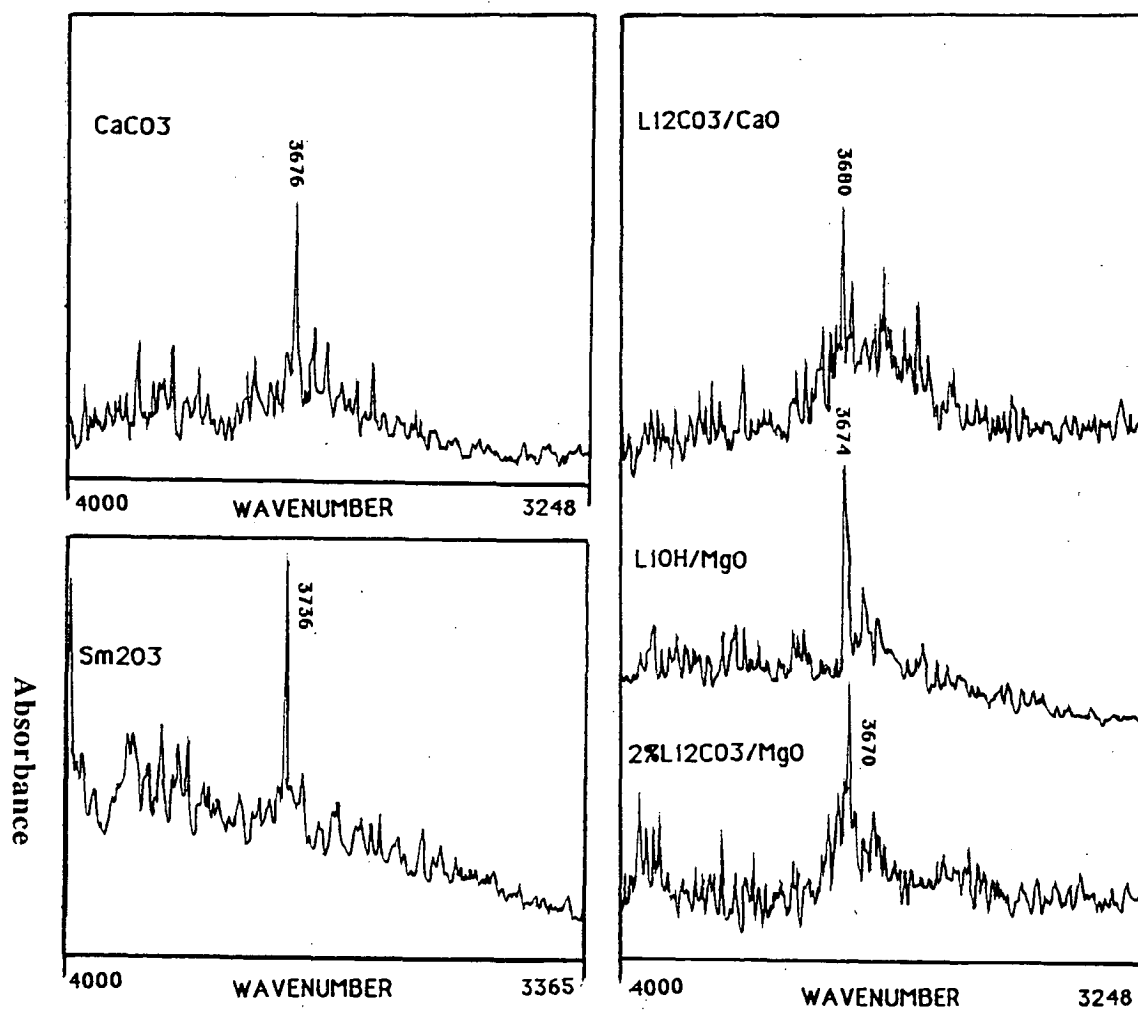 CaCO3
3676
4000 WAVENUMBER 3248
Sm2O3
3736
4000 WAVENUMBER 3365
Absorbance
Li2CO3/CaO
3680
3674
LiOH/MgO
2%Li2CO3/MgO
3670
4000 WAVENUMBER 3248